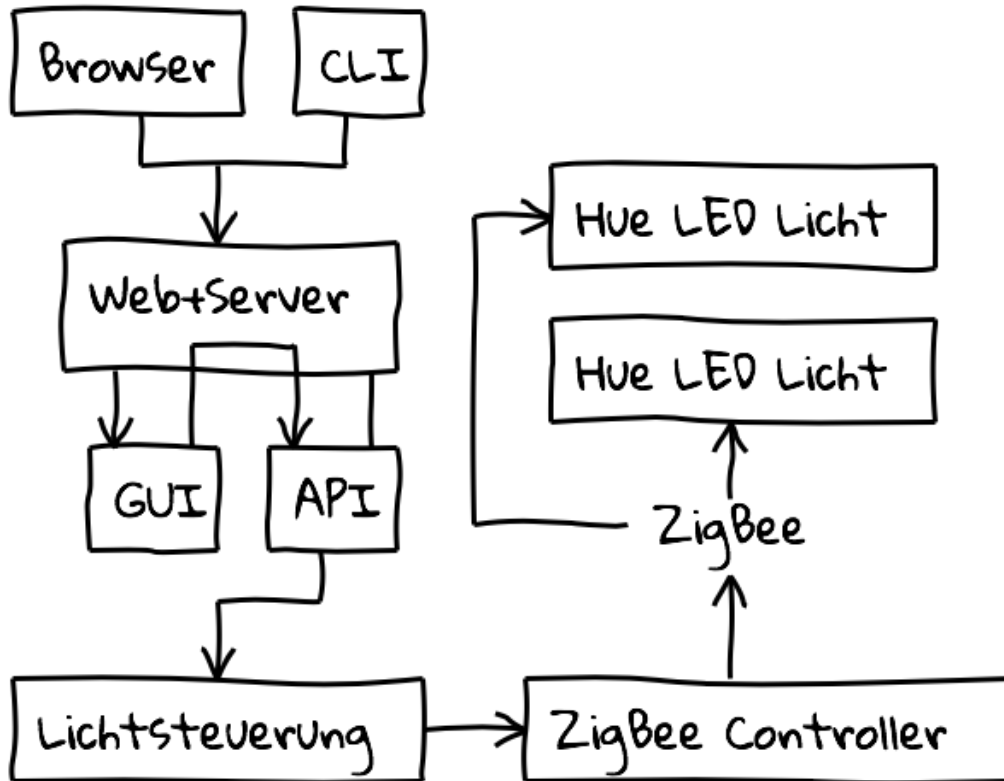 Browser
CLI
Web+Server
Hue LED Licht
Hue LED Licht
GUI
API
ZigBee
Lichtsteuerung
ZigBee Controller